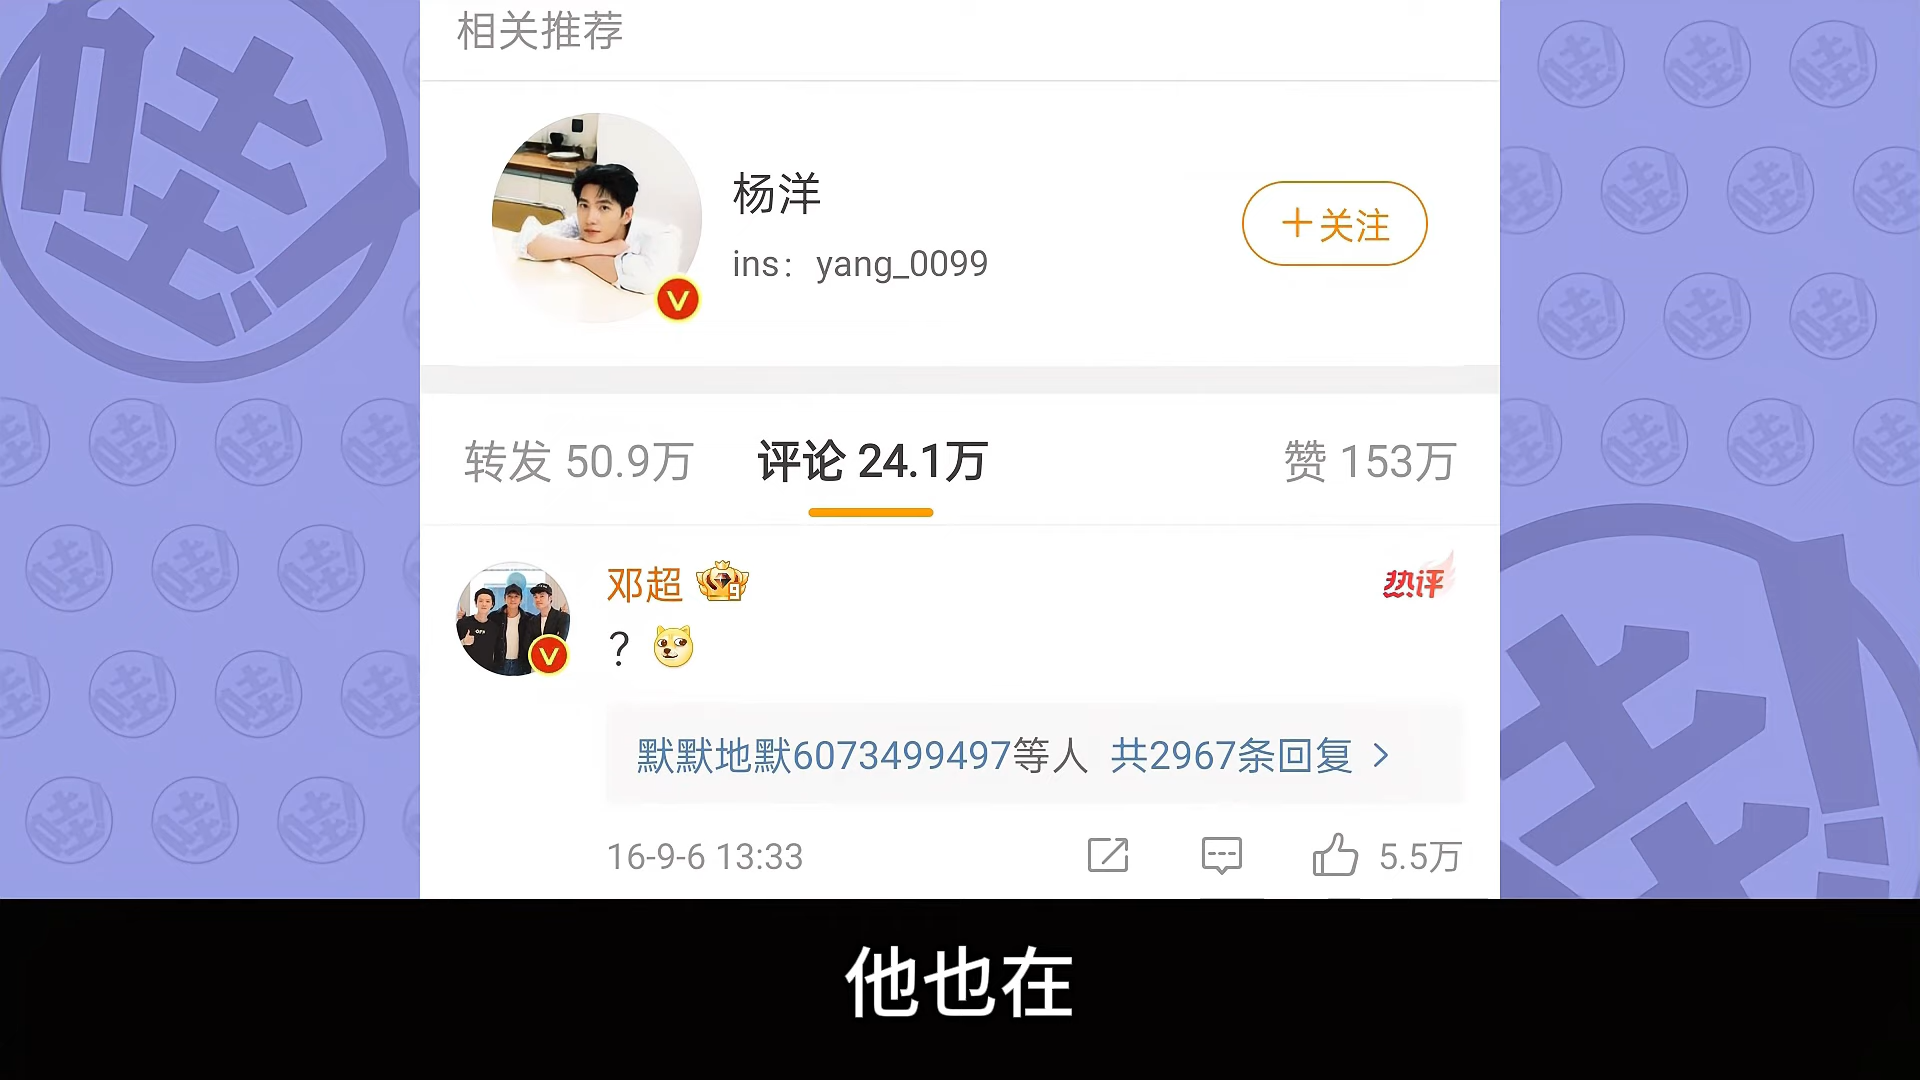 相关推荐
杨洋
ins：yang_0099
+关注
转发 50.9万 评论 24.1万 赞 153万
邓超 9 热评
？
默默地默6073499497等人 共2967条回复 >
16-9-6 13:33 5.5万
他也在
哇!